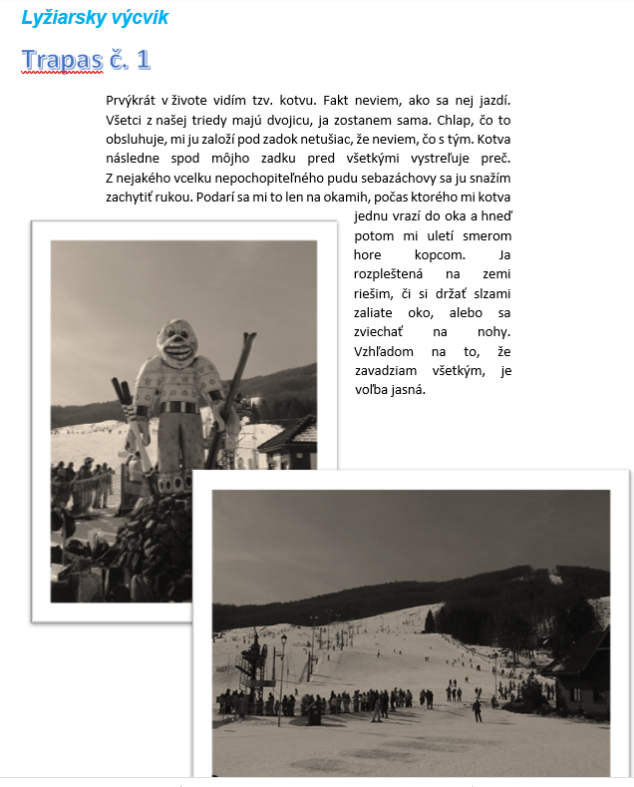 Lyžiarsky výcvik
Trapas č. 1
Prvýkrát v živote vidím tzv. kotvu. Fakt neviem, ako sa nej jazdí.
Všetci z našej triedy majú dvojicu, ja zostanem sama. Chlap, čo to
obsluhuje, mi ju založí pod zadok netušiac, že neviem, čo s tým. Kotva
následne spod môjho zadku pred všetkými vystreľuje preč.
Z nejakého vcelku nepochopiteľného pudu sebazáchovy sa ju snažím
zachytiť rukou. Podarí sa mi to len na okamih, počas ktorého mi kotva
jednu vrazí do oka a hneď
potom mi uletí smerom
hore kopcom. Ja
rozpleštená na zemi
riešim, či si držať slzami
zaliate oko, alebo sa
zviechať na nohy.
Vzhľadom na to, že
zavadziam všetkým, je
voľba jasná.